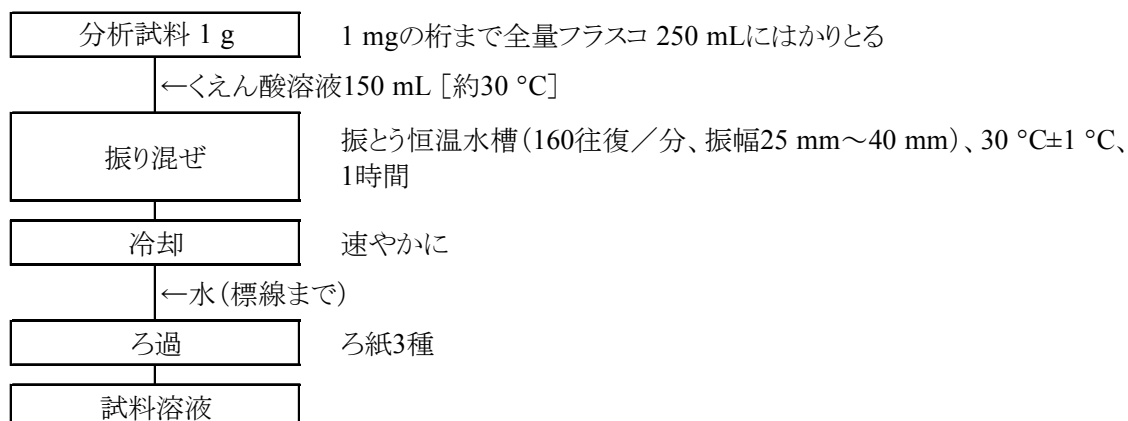 分析試料 1 g
1 mgの桁まで全量フラスコ 250 mLにはかりとる
←くえん酸溶液150 mL [約30 °C]
振り混ぜ
振とう恒温水槽（160往復／分、振幅25 mm～40 mm）、30 °C±1 °C、
1時間
冷却
速やかに
←水（標線まで）
ろ過
ろ紙3種
試料溶液